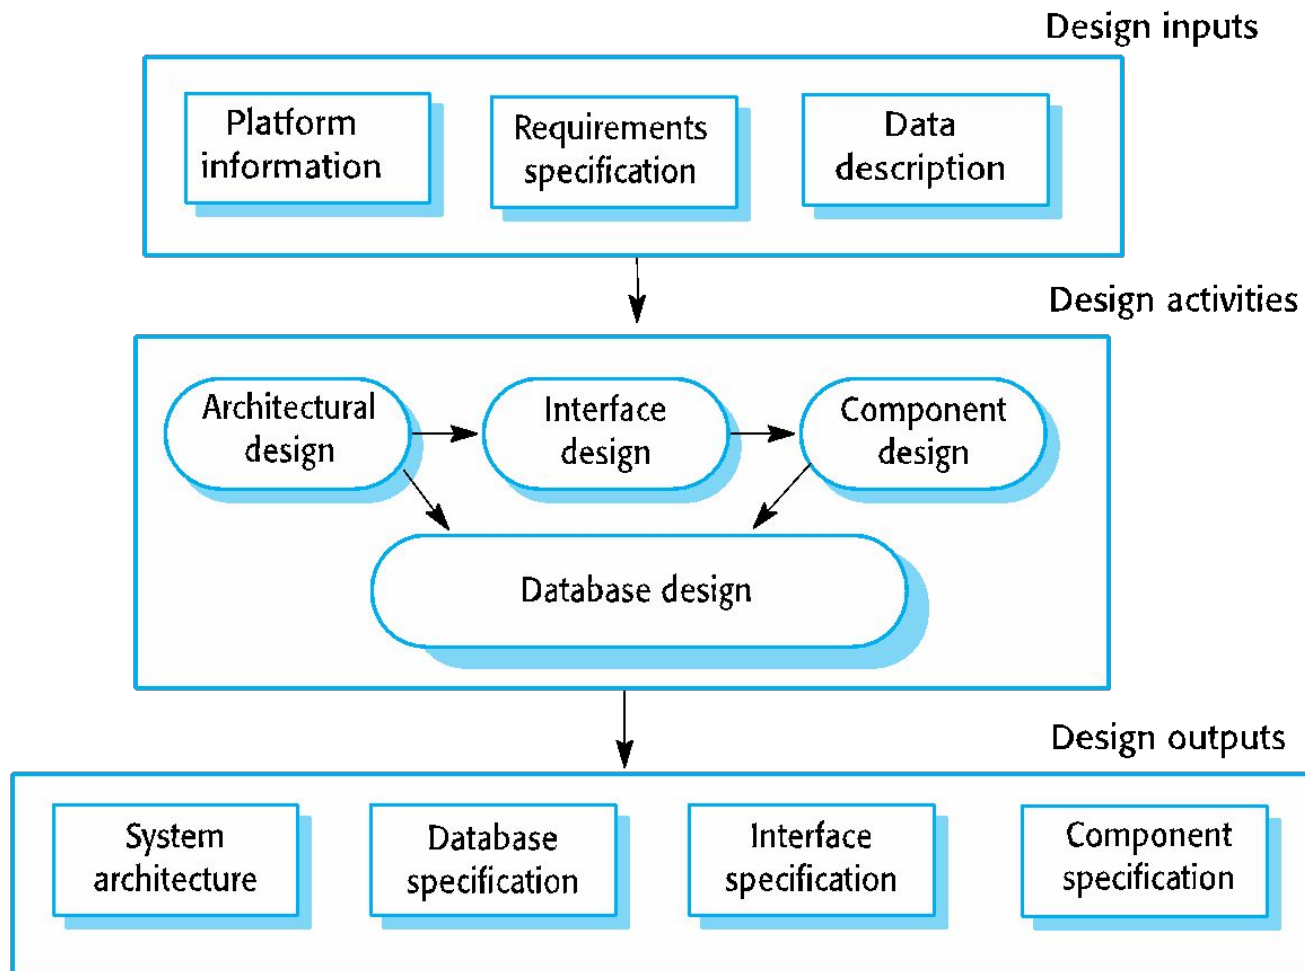 Design inputs
Platform
information
Requirements
specification
Data
description
Design activities
Architectural
design
Interface
design
Component
design
Database design
Design outputs
System
architecture
Database
specification
Interface
specification
Component
specification